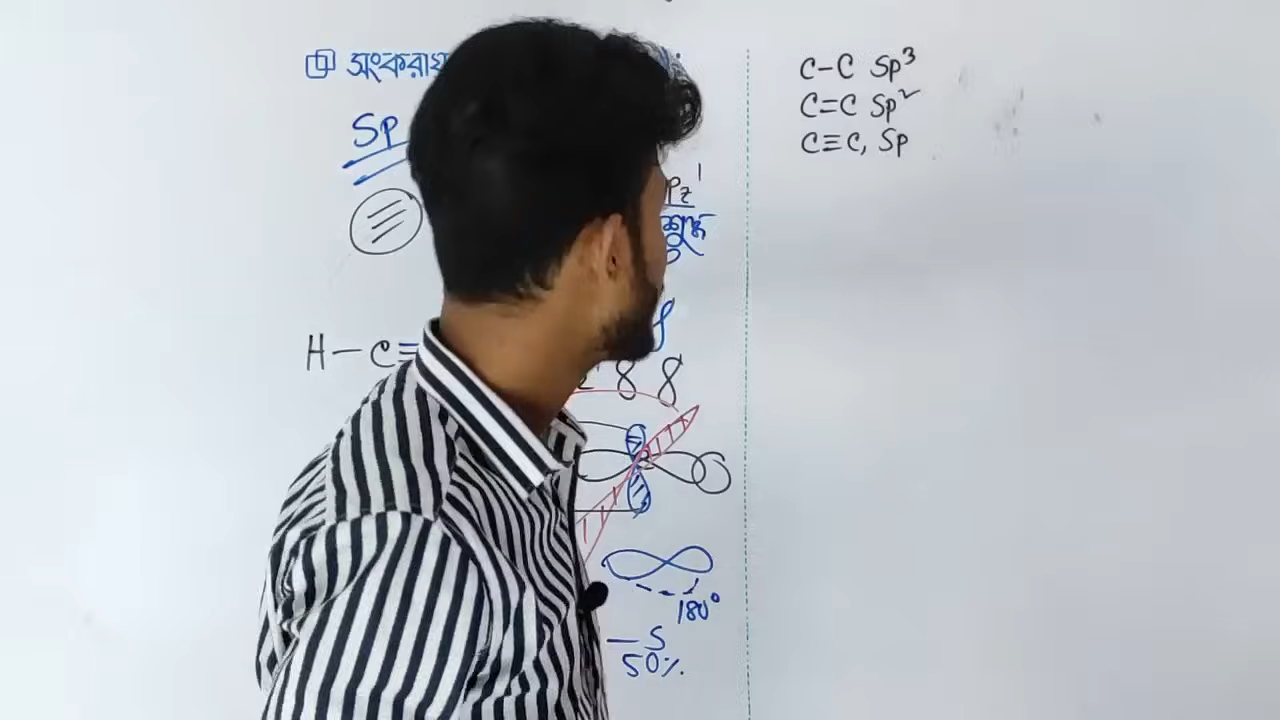 সংকরায়
Sp
Pz¹
শুদ্ধ
H–C≡
180°
–S
50%
C–C Sp³
C=C Sp²
C≡C, Sp